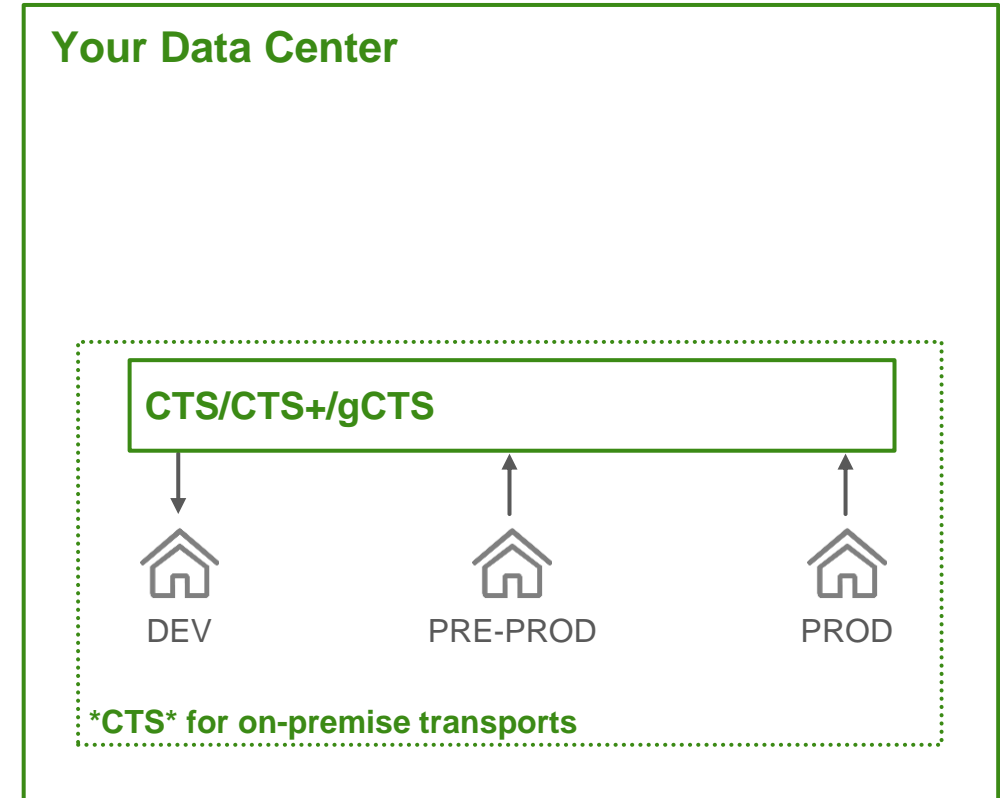 Your Data Center
CTS/CTS+/gCTS
DEV
PRE-PROD
PROD
*CTS* for on-premise transports